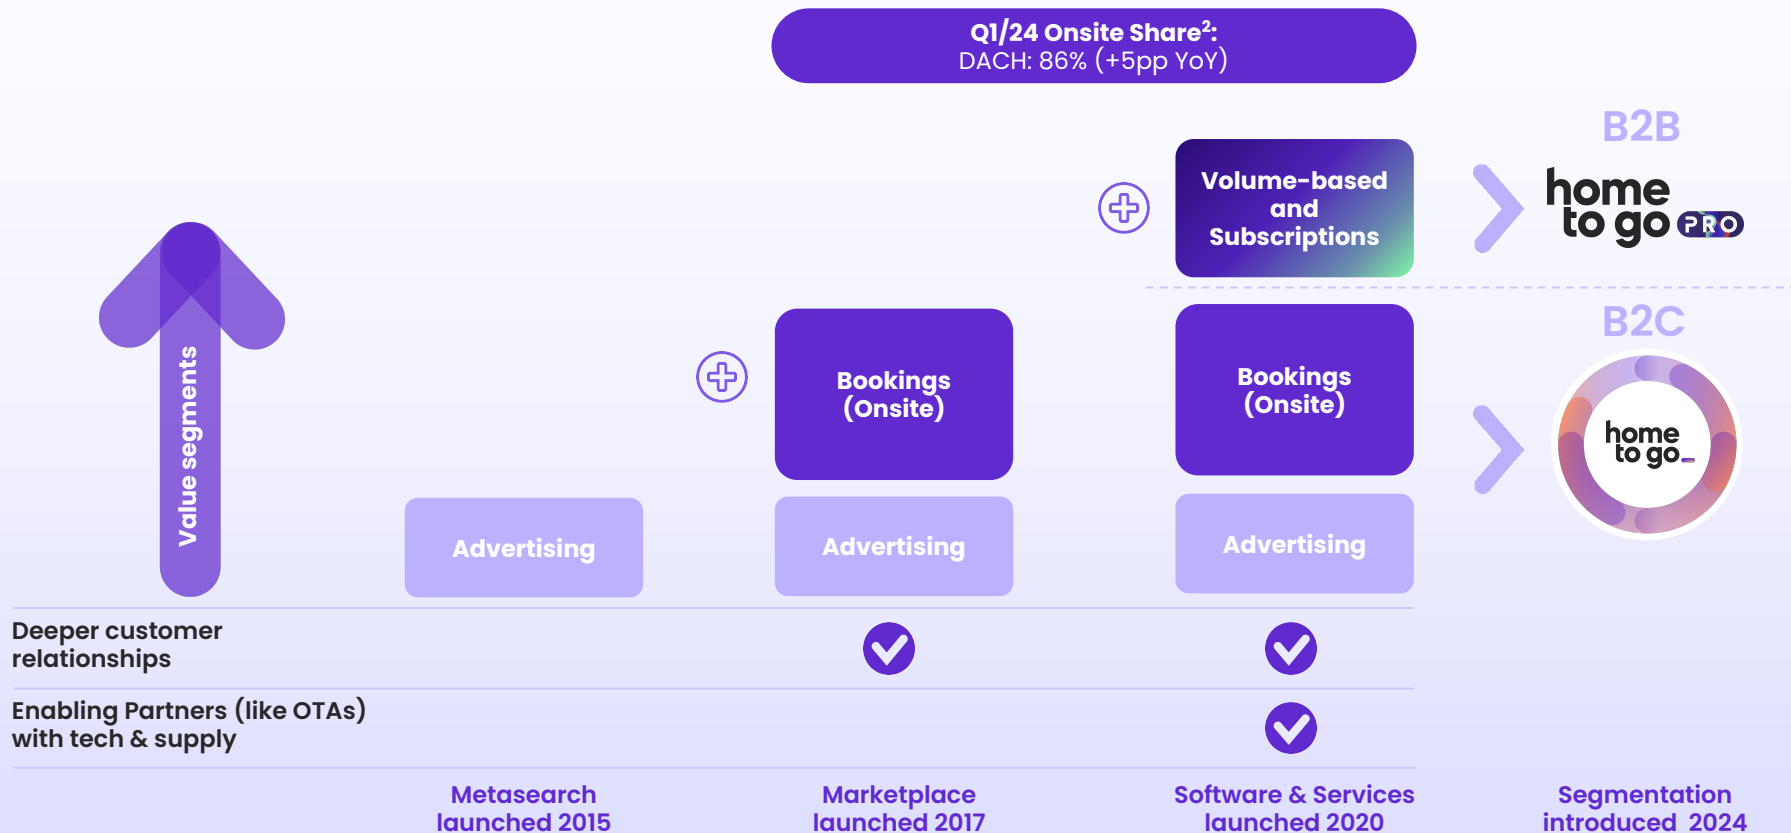 Q1/24 Onsite Share²:
DACH: 86% (+5pp YoY)
B2B
Volume-based
and
Subscriptions
home
to go PRO
B2C
Value segments
Bookings
(Onsite)
Bookings
(Onsite)
home
to go_
Advertising
Advertising
Advertising
Deeper customer
relationships
Enabling Partners (like OTAs)
with tech & supply
Metasearch
launched 2015
Marketplace
launched 2017
Software & Services
launched 2020
Segmentation
introduced 2024